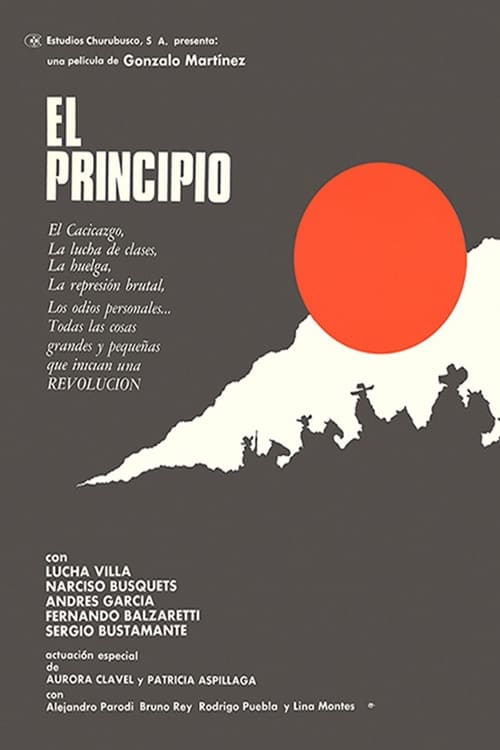 Estudios Churubusco, S A. presenta:
una película de Gonzalo Martínez
EL
PRINCIPIO
El Cacicazgo,
La lucha de clases,
La huelga,
La represión brutal,
Los odios personales...
Todas las cosas
grandes y pequeñas
que inician una
REVOLUCION
con
LUCHA VILLA
NARCISO BUSQUETS
ANDRES GARCIA
FERNANDO BALZARETTI
SERGIO BUSTAMANTE
actuación especial
de
AURORA CLAVEL y PATRICIA ASPILLAGA
con
Alejandro Parodi Bruno Rey Rodrigo Puebla y Lina Montes